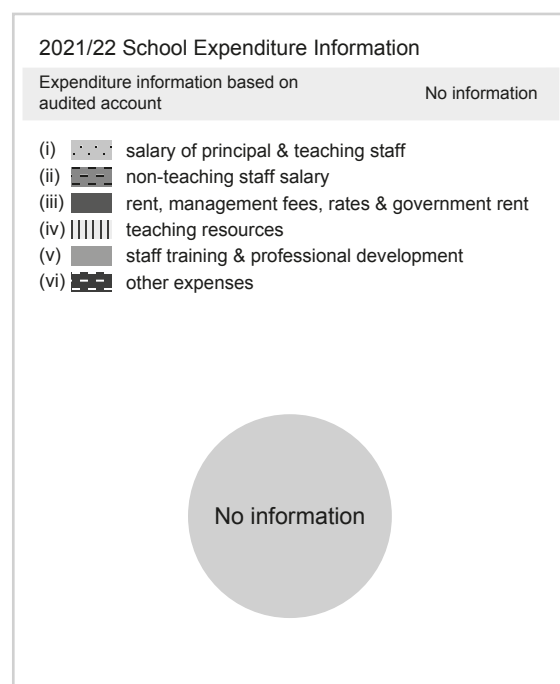 2021/22 School Expenditure Information
Expenditure information based on
audited account
No information
(i) salary of principal & teaching staff
(ii) non-teaching staff salary
(iii) rent, management fees, rates & government rent
(iv) teaching resources
(v) staff training & professional development
(vi) other expenses
No information